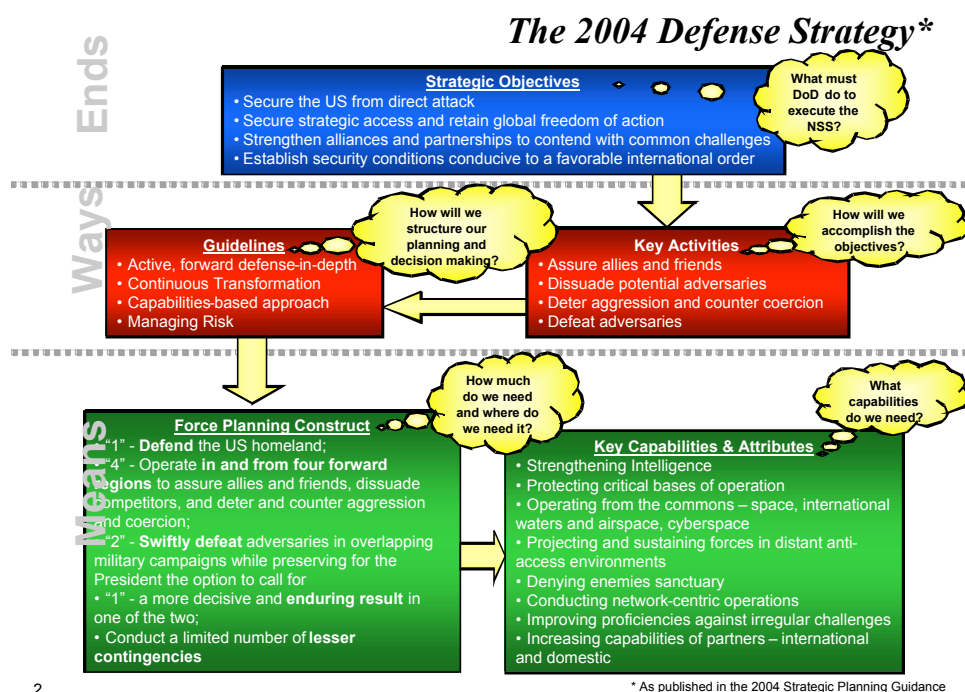 The 2004 Defense Strategy*
Ends
Strategic Objectives
• Secure the US from direct attack
• Secure strategic access and retain global freedom of action
• Strengthen alliances and partnerships to contend with common challenges
• Establish security conditions conducive to a favorable international order
What must
DoD do to
execute the
NSS?
Ways
Guidelines
• Active, forward defense-in-depth
• Continuous Transformation
• Capabilities-based approach
• Managing Risk
How will we
structure our
planning and
decision making?
Key Activities
• Assure allies and friends
• Dissuade potential adversaries
• Deter aggression and counter coercion
• Defeat adversaries
How will we
accomplish the
objectives?
Means
Force Planning Construct
• “1” - Defend the US homeland;
• “4” - Operate in and from four forward
regions to assure allies and friends, dissuade
competitors, and deter and counter aggression
and coercion;
• “2” - Swiftly defeat adversaries in overlapping
military campaigns while preserving for the
President the option to call for
• “1” - a more decisive and enduring result in
one of the two;
• Conduct a limited number of lesser
contingencies
How much
do we need
and where do
we need it?
Key Capabilities & Attributes
• Strengthening Intelligence
• Protecting critical bases of operation
• Operating from the commons – space, international
waters and airspace, cyberspace
• Projecting and sustaining forces in distant anti-
access environments
• Denying enemies sanctuary
• Conducting network-centric operations
• Improving proficiencies against irregular challenges
• Increasing capabilities of partners – international
and domestic
What
capabilities
do we need?
2
* As published in the 2004 Strategic Planning Guidance